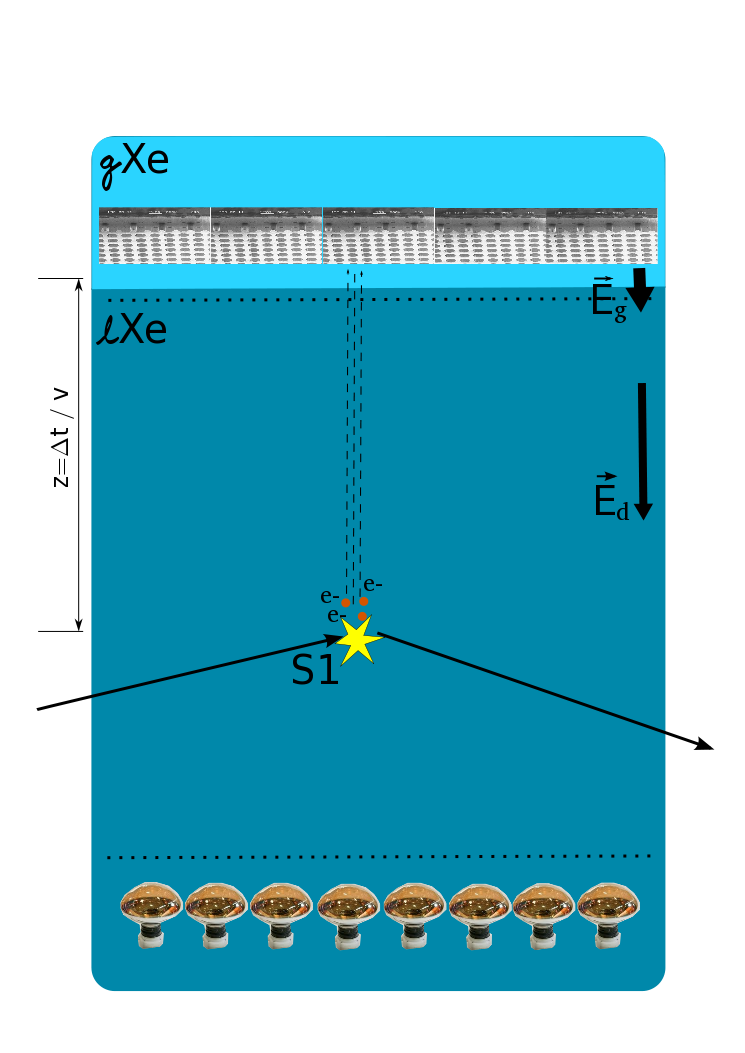 gXe
E⃗g
lXe
z=Δt / v
E⃗d
e-
e-
e-
S1